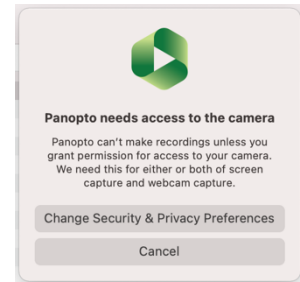 Panopto needs access to the camera
Panopto can't make recordings unless you
grant permission for access to your camera.
We need this for either or both of screen
capture and webcam capture.
Change Security & Privacy Preferences
Cancel